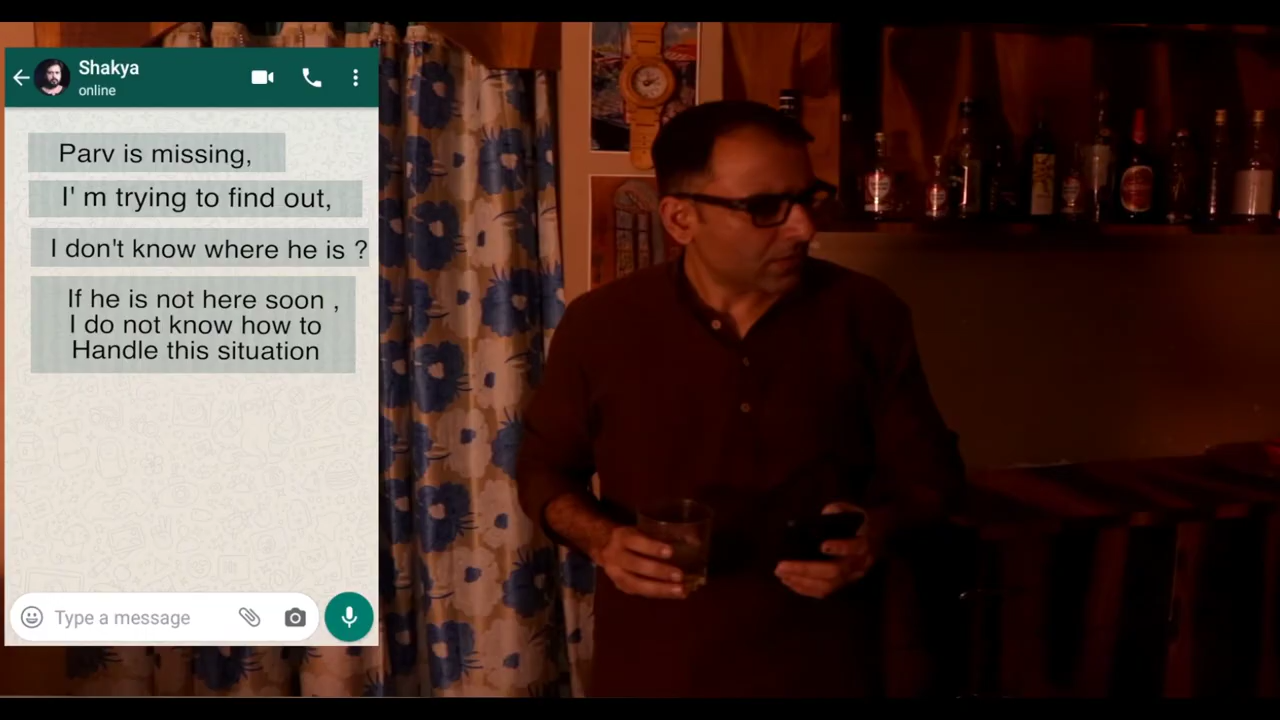 Shakya
online
Parv is missing,
I' m trying to find out,
I don't know where he is ?
If he is not here soon ,
I do not know how to
Handle this situation
Type a message